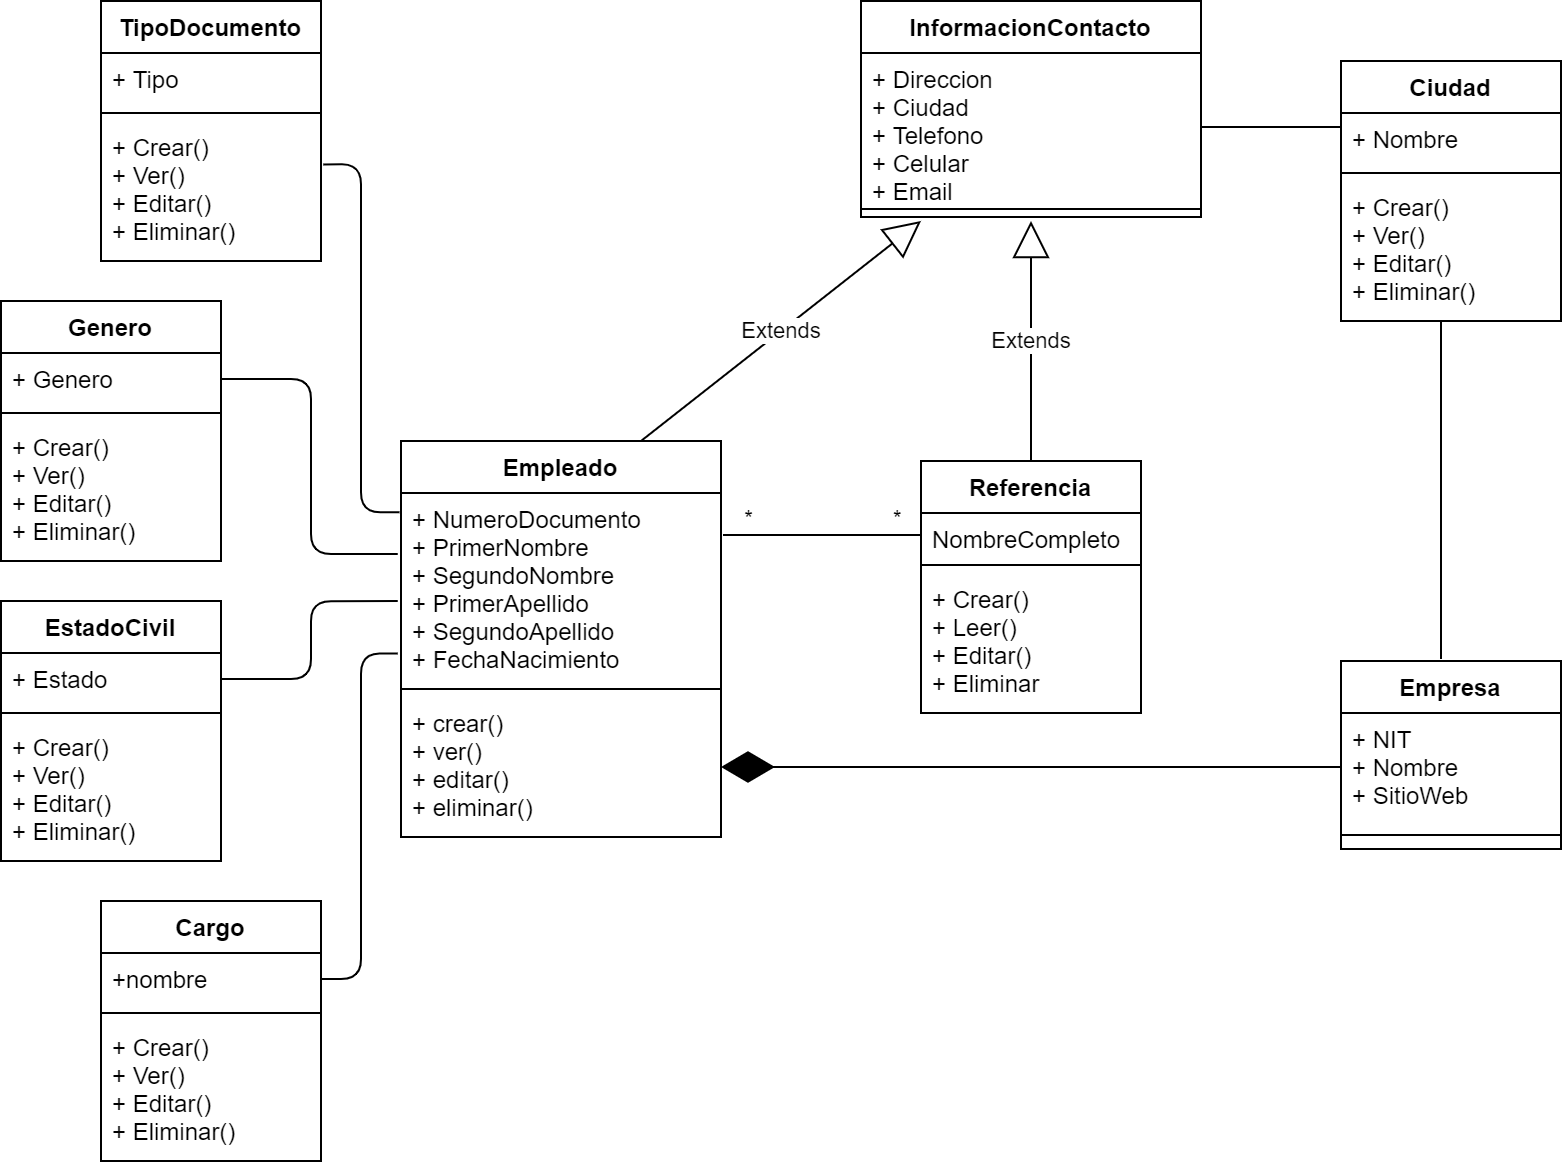 TipoDocumento
+ Tipo
+ Crear()
+ Ver()
+ Editar()
+ Eliminar()
InformacionContacto
+ Direccion
+ Ciudad
+ Telefono
+ Celular
+ Email
Ciudad
+ Nombre
+ Crear()
+ Ver()
+ Editar()
+ Eliminar()
Genero
+ Genero
+ Crear()
+ Ver()
+ Editar()
+ Eliminar()
Extends
Extends
Empleado
+ NumeroDocumento
+ PrimerNombre
+ SegundoNombre
+ PrimerApellido
+ SegundoApellido
+ FechaNacimiento
+ crear()
+ ver()
+ editar()
+ eliminar()
* *
Referencia
NombreCompleto
+ Crear()
+ Leer()
+ Editar()
+ Eliminar
EstadoCivil
+ Estado
+ Crear()
+ Ver()
+ Editar()
+ Eliminar()
Empresa
+ NIT
+ Nombre
+ SitioWeb
Cargo
+nombre
+ Crear()
+ Ver()
+ Editar()
+ Eliminar()